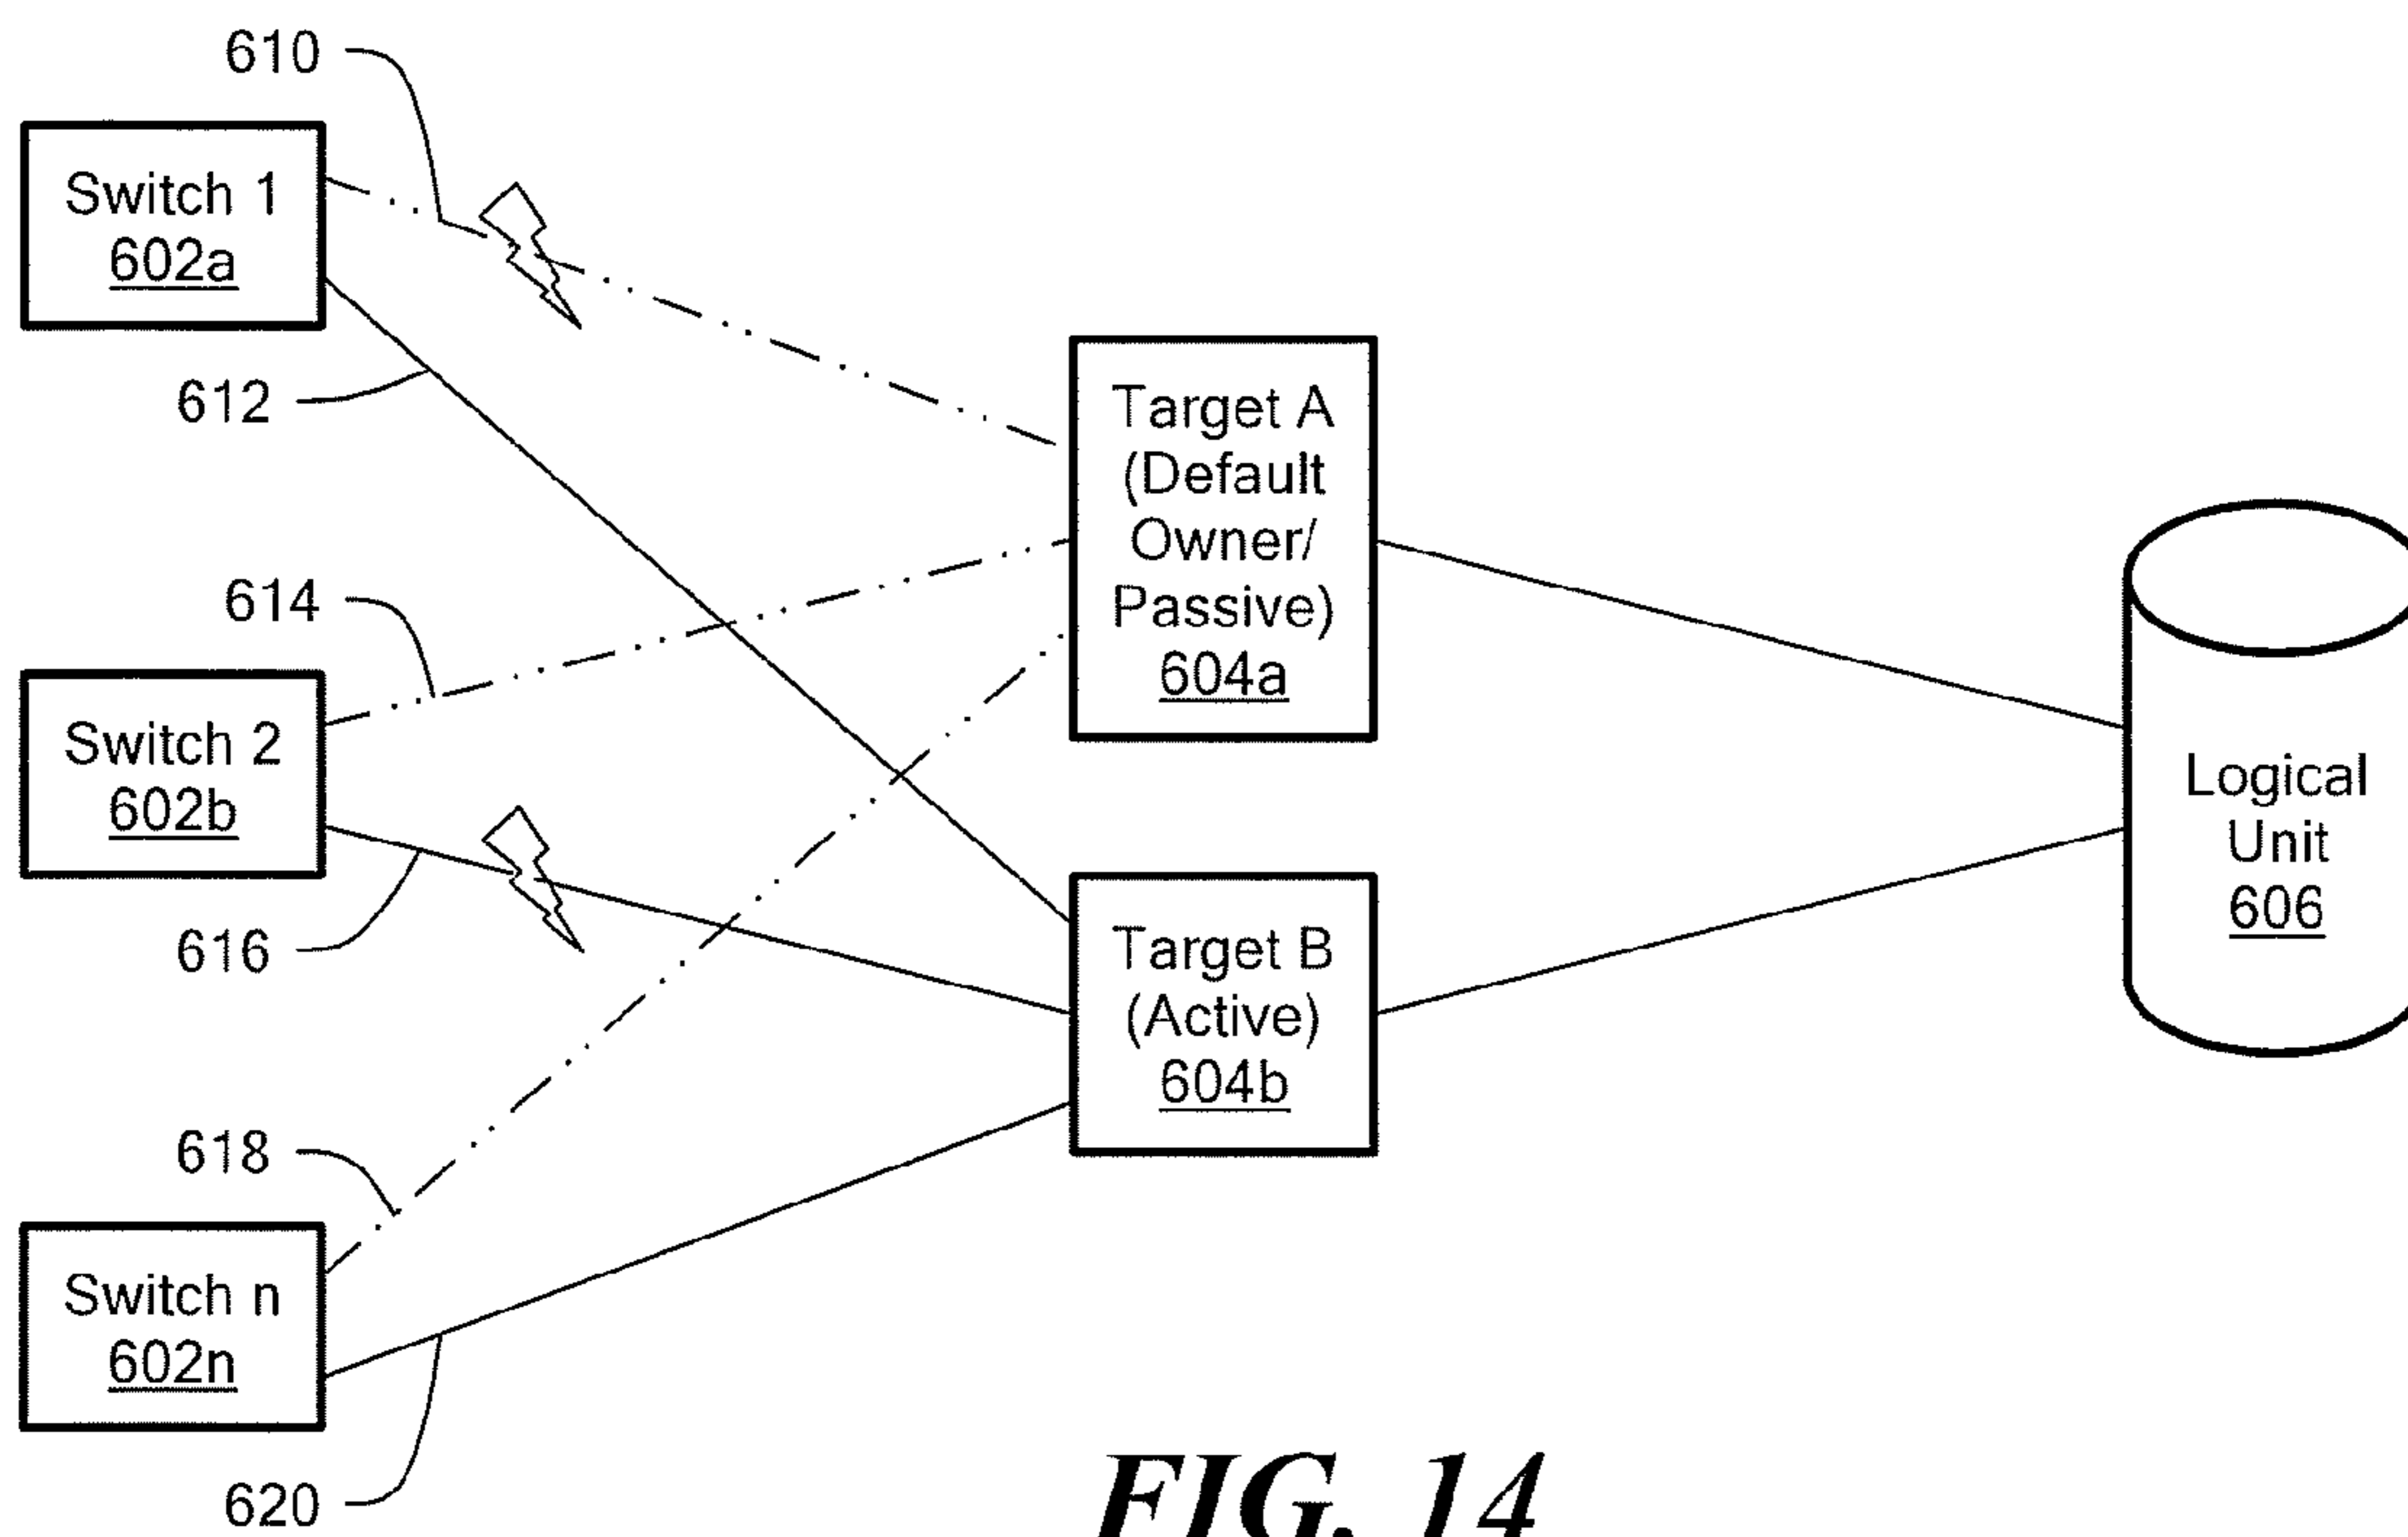 610
Switch 1
602a
612
614
Switch 2
602b
616
618
Switch n
602n
620
Target A
(Default
Owner/
Passive)
604a
Target B
(Active)
604b
Logical
Unit
606
FIG. 14